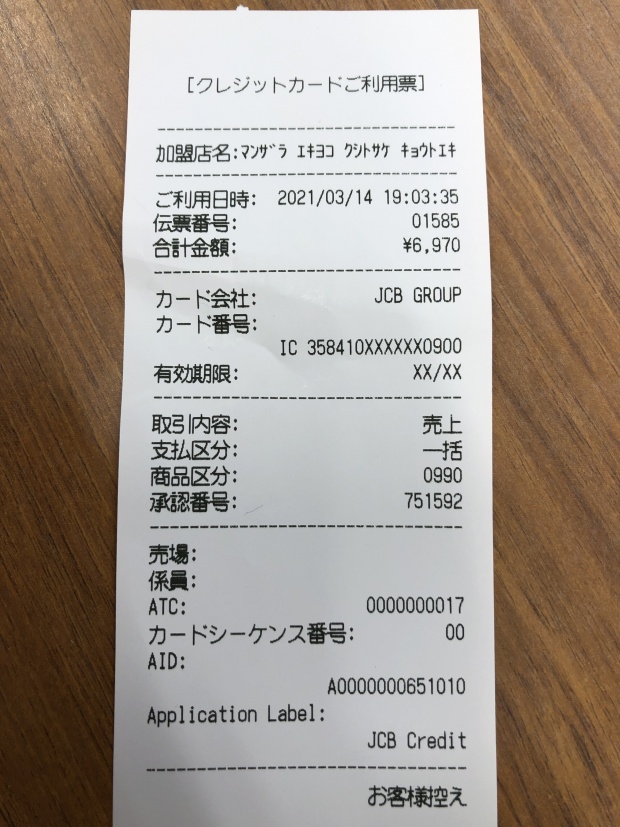 [クレジットカードご利用票]
加盟店名:マンザラ エキヨコ クシトサケ キョウトエキ
ご利用日時: 2021/03/14 19:03:35
伝票番号: 01585
合計金額: ¥6,970
カード会社: JCB GROUP
カード番号:
IC 358410XXXXXX0900
有効期限: XX/XX
取引内容: 売上
支払区分: 一括
商品区分: 0990
承認番号: 751592
売場:
係員:
ATC: 0000000017
カードシーケンス番号: 00
AID:
A0000000651010
Application Label:
JCB Credit
お客様控え